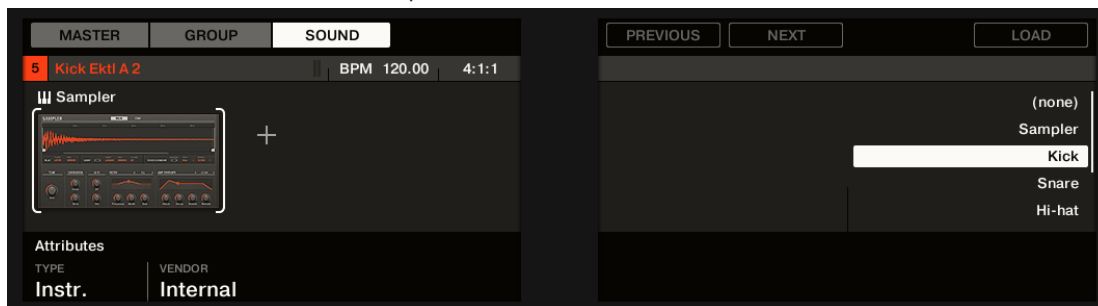 MASTER GROUP SOUND
5 Kick Ektl A 2 BPM 120.00 4:1:1
Sampler
SAMPLER
+
Attributes
TYPE VENDOR
Instr. Internal
PREVIOUS NEXT LOAD
(none)
Sampler
Kick
Snare
Hi-hat